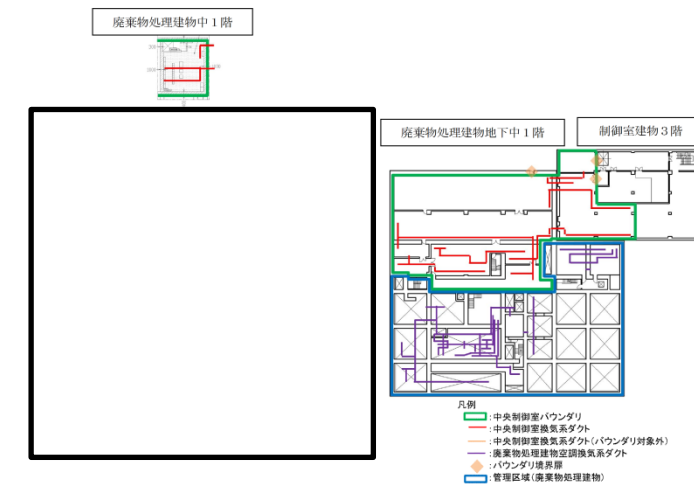 廃棄物処理建物中1階
廃棄物処理建物地下中1階
制御室建物3階
凡例
:中央制御室バウンダリ
:中央制御室換気系ダクト
:中央制御室換気系ダクト(バウンダリ対象外)
:廃棄物処理建物空調換気系ダクト
:バウンダリ境界扉
:管理区域(廃棄物処理建物)